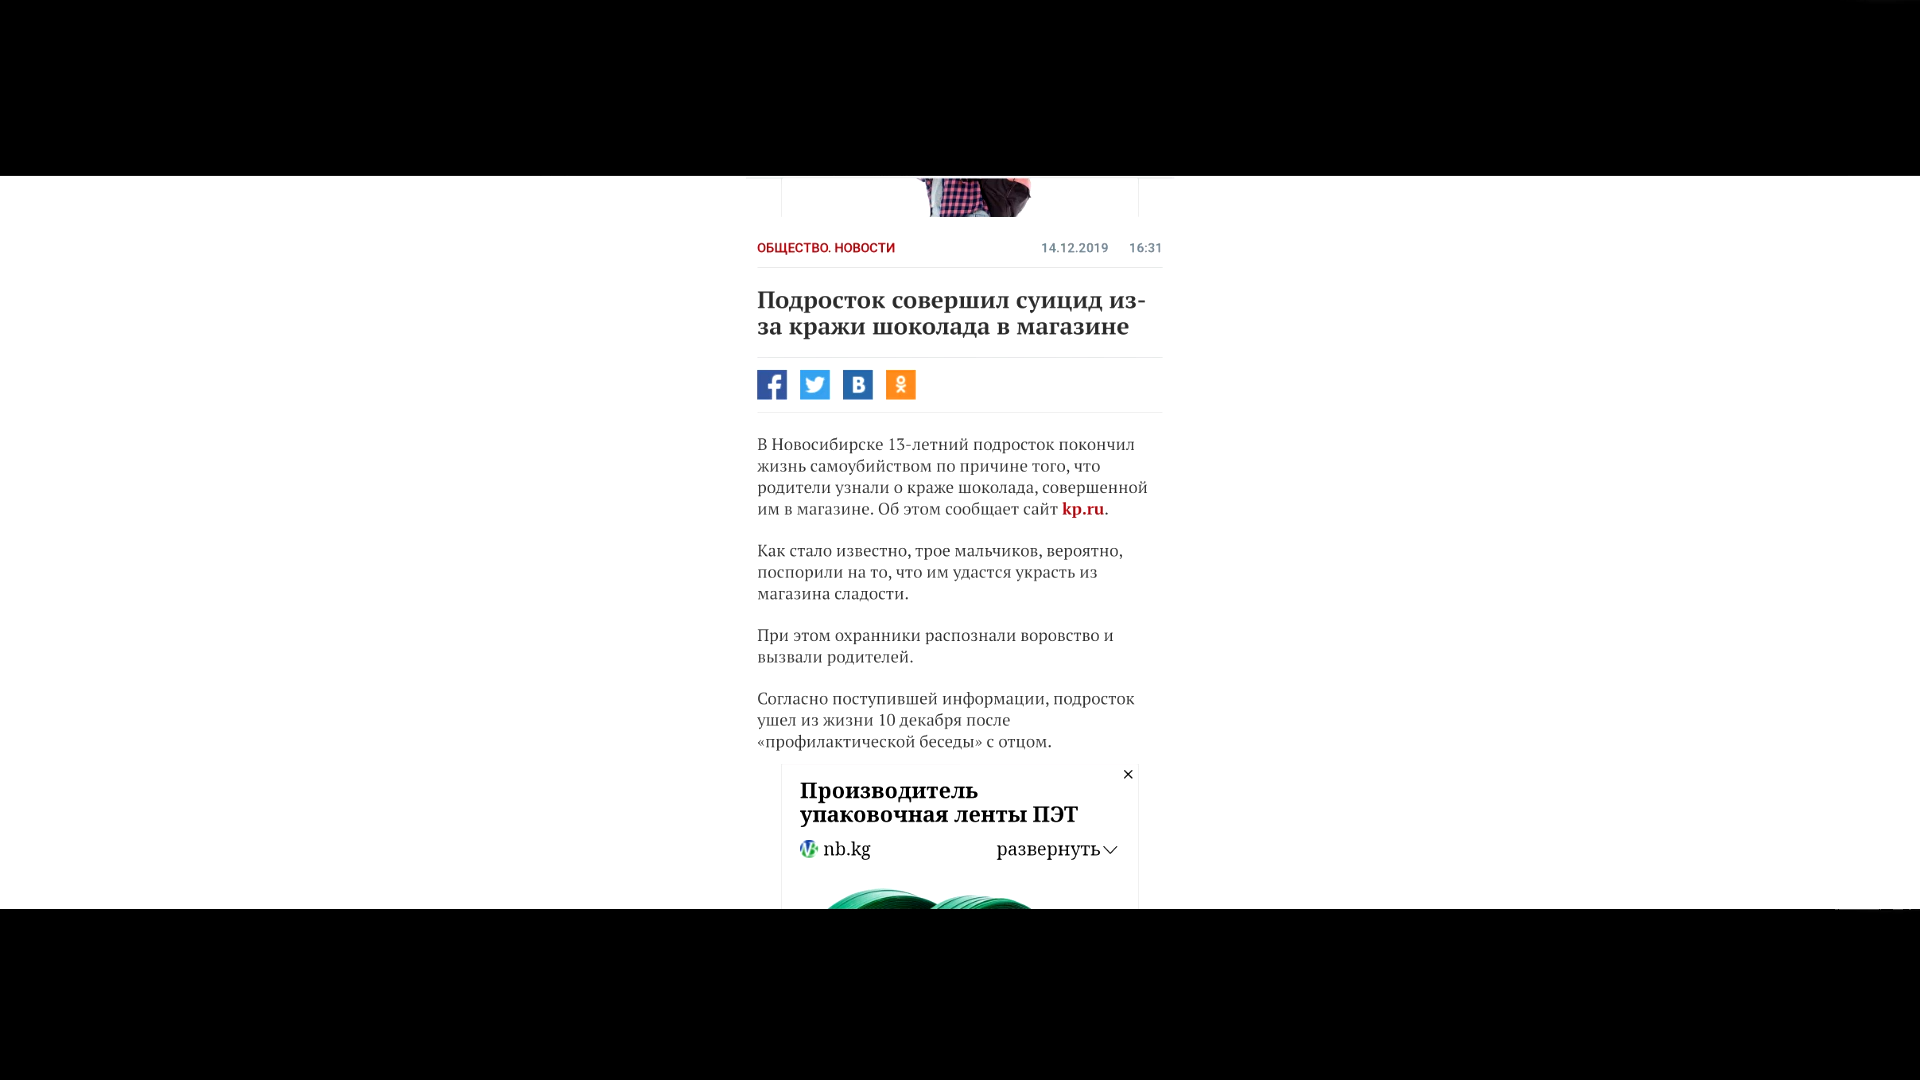 ОБЩЕСТВО. НОВОСТИ 14.12.2019 16:31
Подросток совершил суицид из-
за кражи шоколада в магазине
В Новосибирске 13-летний подросток покончил
жизнь самоубийством по причине того, что
родители узнали о краже шоколада, совершенной
им в магазине. Об этом сообщает сайт kp.ru.
Как стало известно, трое мальчиков, вероятно,
поспорили на то, что им удастся украсть из
магазина сладости.
При этом охранники распознали воровство и
вызвали родителей.
Согласно поступившей информации, подросток
ушел из жизни 10 декабря после
«профилактической беседы» с отцом.
Производитель
упаковочная ленты ПЭТ
nb.kg развернуть